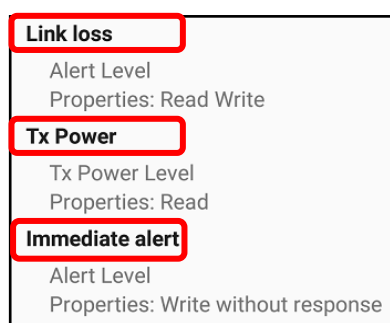 Link loss
Alert Level
Properties: Read Write
Tx Power
Tx Power Level
Properties: Read
Immediate alert
Alert Level
Properties: Write without response